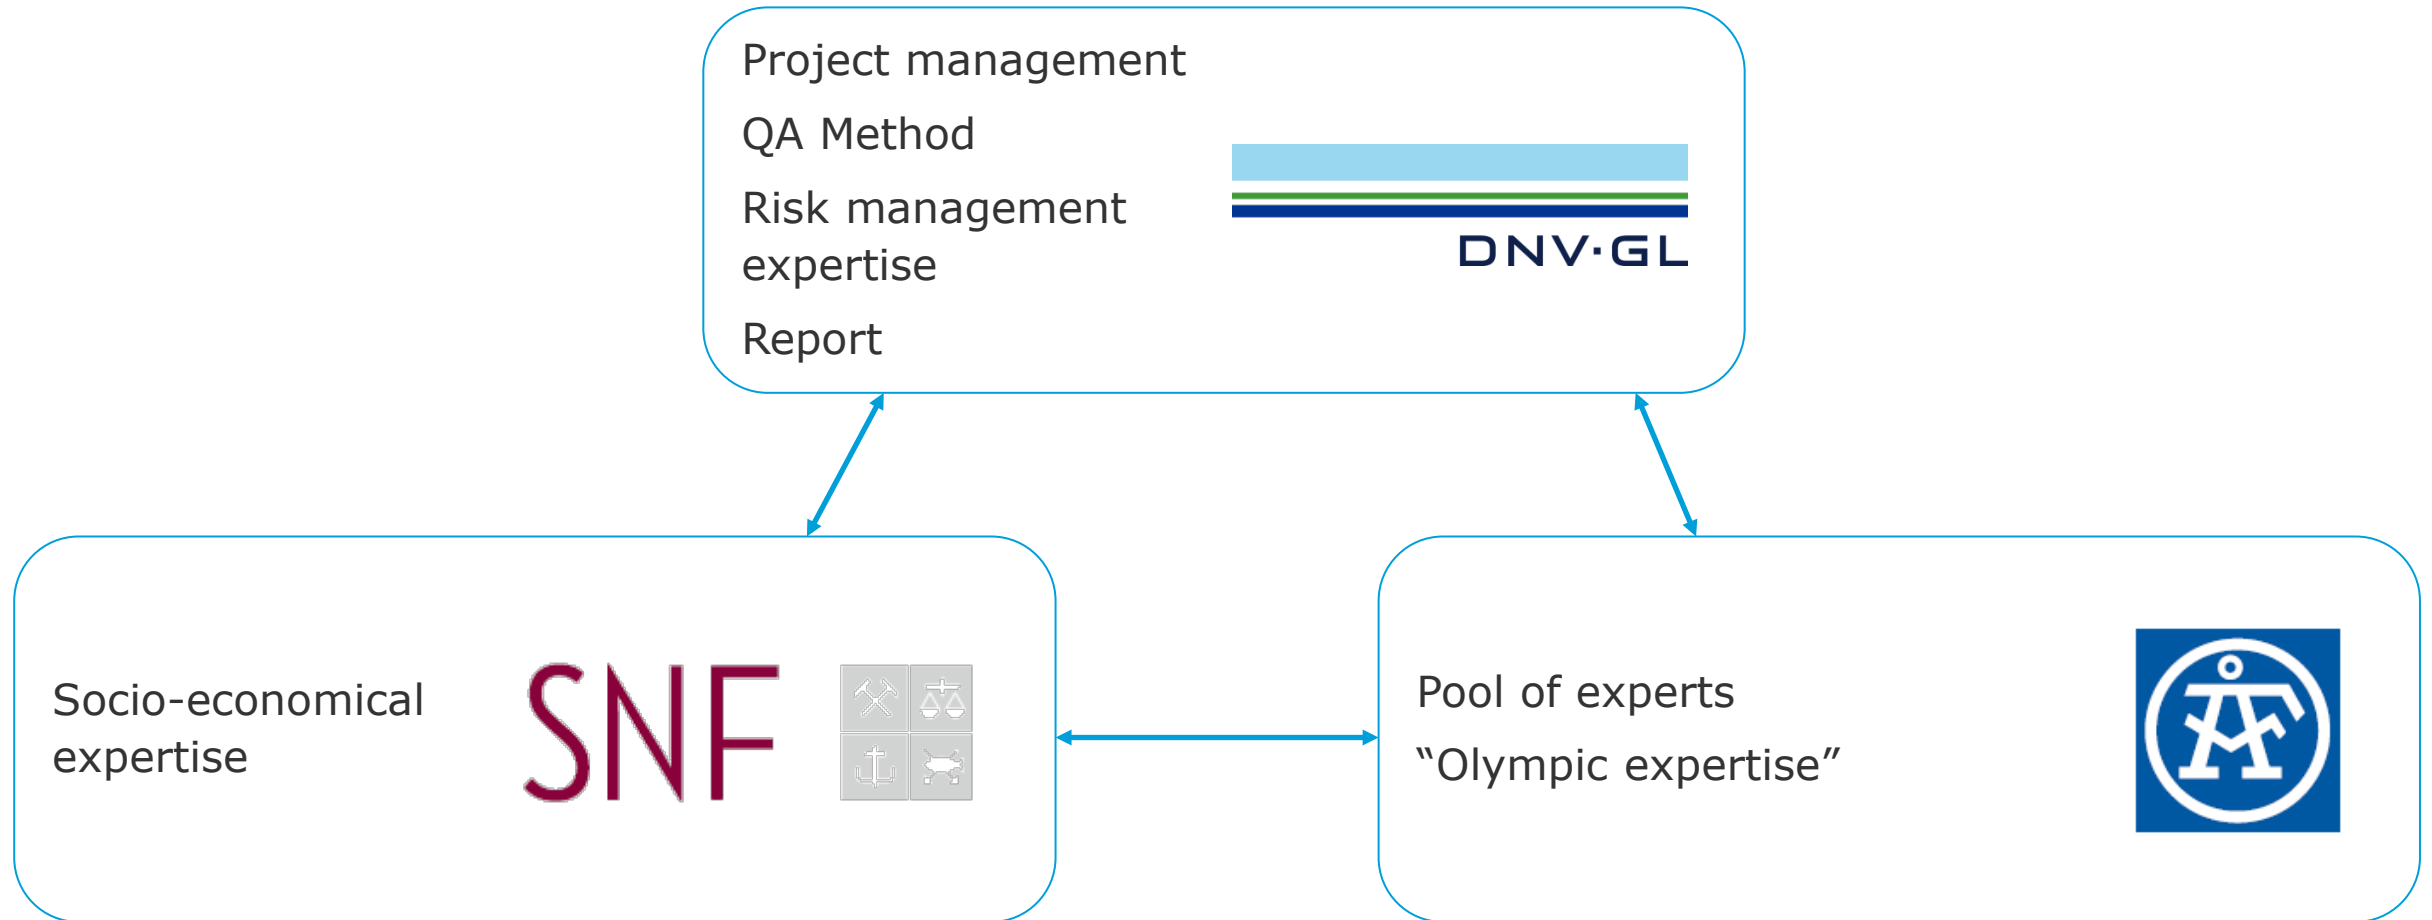 Project management
QA Method
Risk management
expertise
Report
DNV·GL
Socio-economical
expertise
SNF
Pool of experts
“Olympic expertise”
ÅF